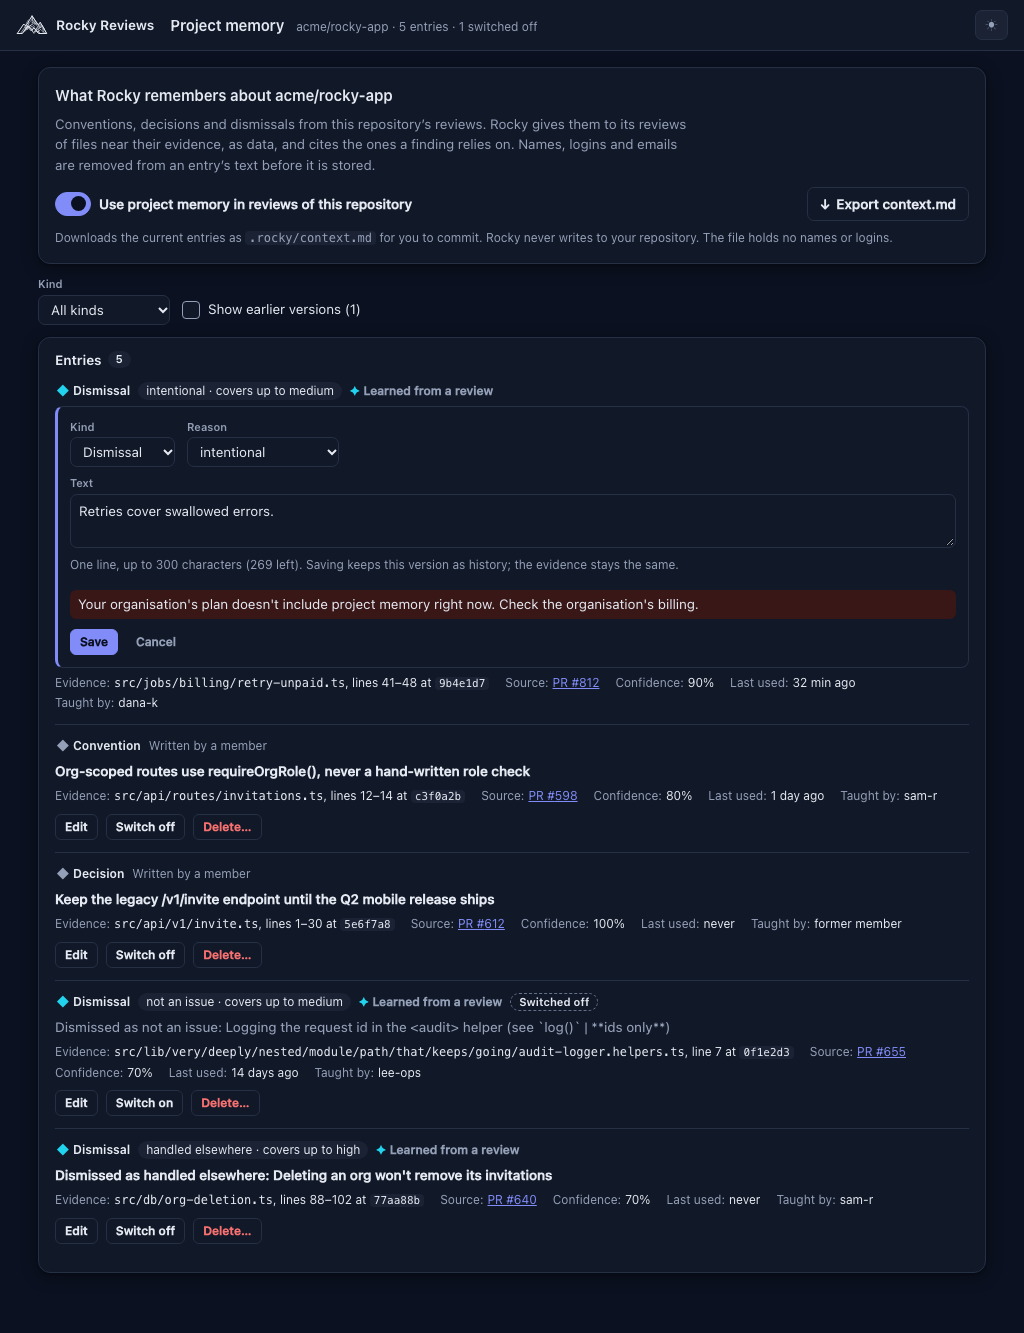 Rocky Reviews Project memory acme/rocky-app · 5 entries · 1 switched off
What Rocky remembers about acme/rocky-app
Conventions, decisions and dismissals from this repository’s reviews. Rocky gives them to its reviews
of files near their evidence, as data, and cites the ones a finding relies on. Names, logins and emails
are removed from an entry’s text before it is stored.
Use project memory in reviews of this repository
↓ Export context.md
Downloads the current entries as .rocky/context.md for you to commit. Rocky never writes to your repository. The file holds no names or logins.
Kind
All kinds
Show earlier versions (1)
Entries 5
Dismissal intentional · covers up to medium Learned from a review
Kind Reason
Dismissal intentional
Text
Retries cover swallowed errors.
One line, up to 300 characters (269 left). Saving keeps this version as history; the evidence stays the same.
Your organisation's plan doesn't include project memory right now. Check the organisation's billing.
Save Cancel
Evidence: src/jobs/billing/retry-unpaid.ts, lines 41–48 at 9b4e1d7 Source: PR #812 Confidence: 90% Last used: 32 min ago
Taught by: dana-k
Convention Written by a member
Org-scoped routes use requireOrgRole(), never a hand-written role check
Evidence: src/api/routes/invitations.ts, lines 12–14 at c3f0a2b Source: PR #598 Confidence: 80% Last used: 1 day ago Taught by: sam-r
Edit Switch off Delete…
Decision Written by a member
Keep the legacy /v1/invite endpoint until the Q2 mobile release ships
Evidence: src/api/v1/invite.ts, lines 1–30 at 5e6f7a8 Source: PR #612 Confidence: 100% Last used: never Taught by: former member
Edit Switch off Delete…
Dismissal not an issue · covers up to medium Learned from a review Switched off
Dismissed as not an issue: Logging the request id in the <audit> helper (see `log()` | **ids only**)
Evidence: src/lib/very/deeply/nested/module/path/that/keeps/going/audit-logger.helpers.ts, line 7 at 0f1e2d3 Source: PR #655
Confidence: 70% Last used: 14 days ago Taught by: lee-ops
Edit Switch on Delete…
Dismissal handled elsewhere · covers up to high Learned from a review
Dismissed as handled elsewhere: Deleting an org won't remove its invitations
Evidence: src/db/org-deletion.ts, lines 88–102 at 77aa88b Source: PR #640 Confidence: 70% Last used: never Taught by: sam-r
Edit Switch off Delete…